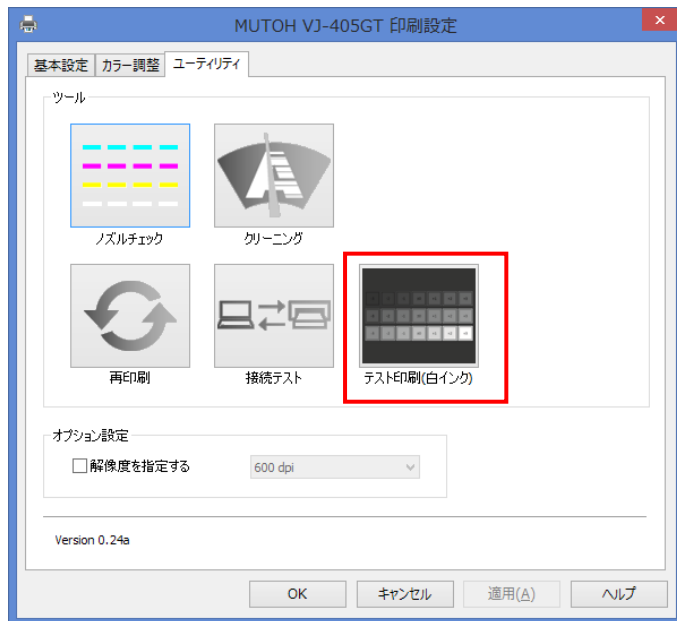 MUTOH VJ-405GT 印刷設定
基本設定 カラー調整 ユーティリティ
ツール
ノズルチェック クリーニング
再印刷 接続テスト テスト印刷(白インク)
オプション設定
解像度を指定する 600 dpi
Version 0.24a
OK キャンセル 適用(A) ヘルプ